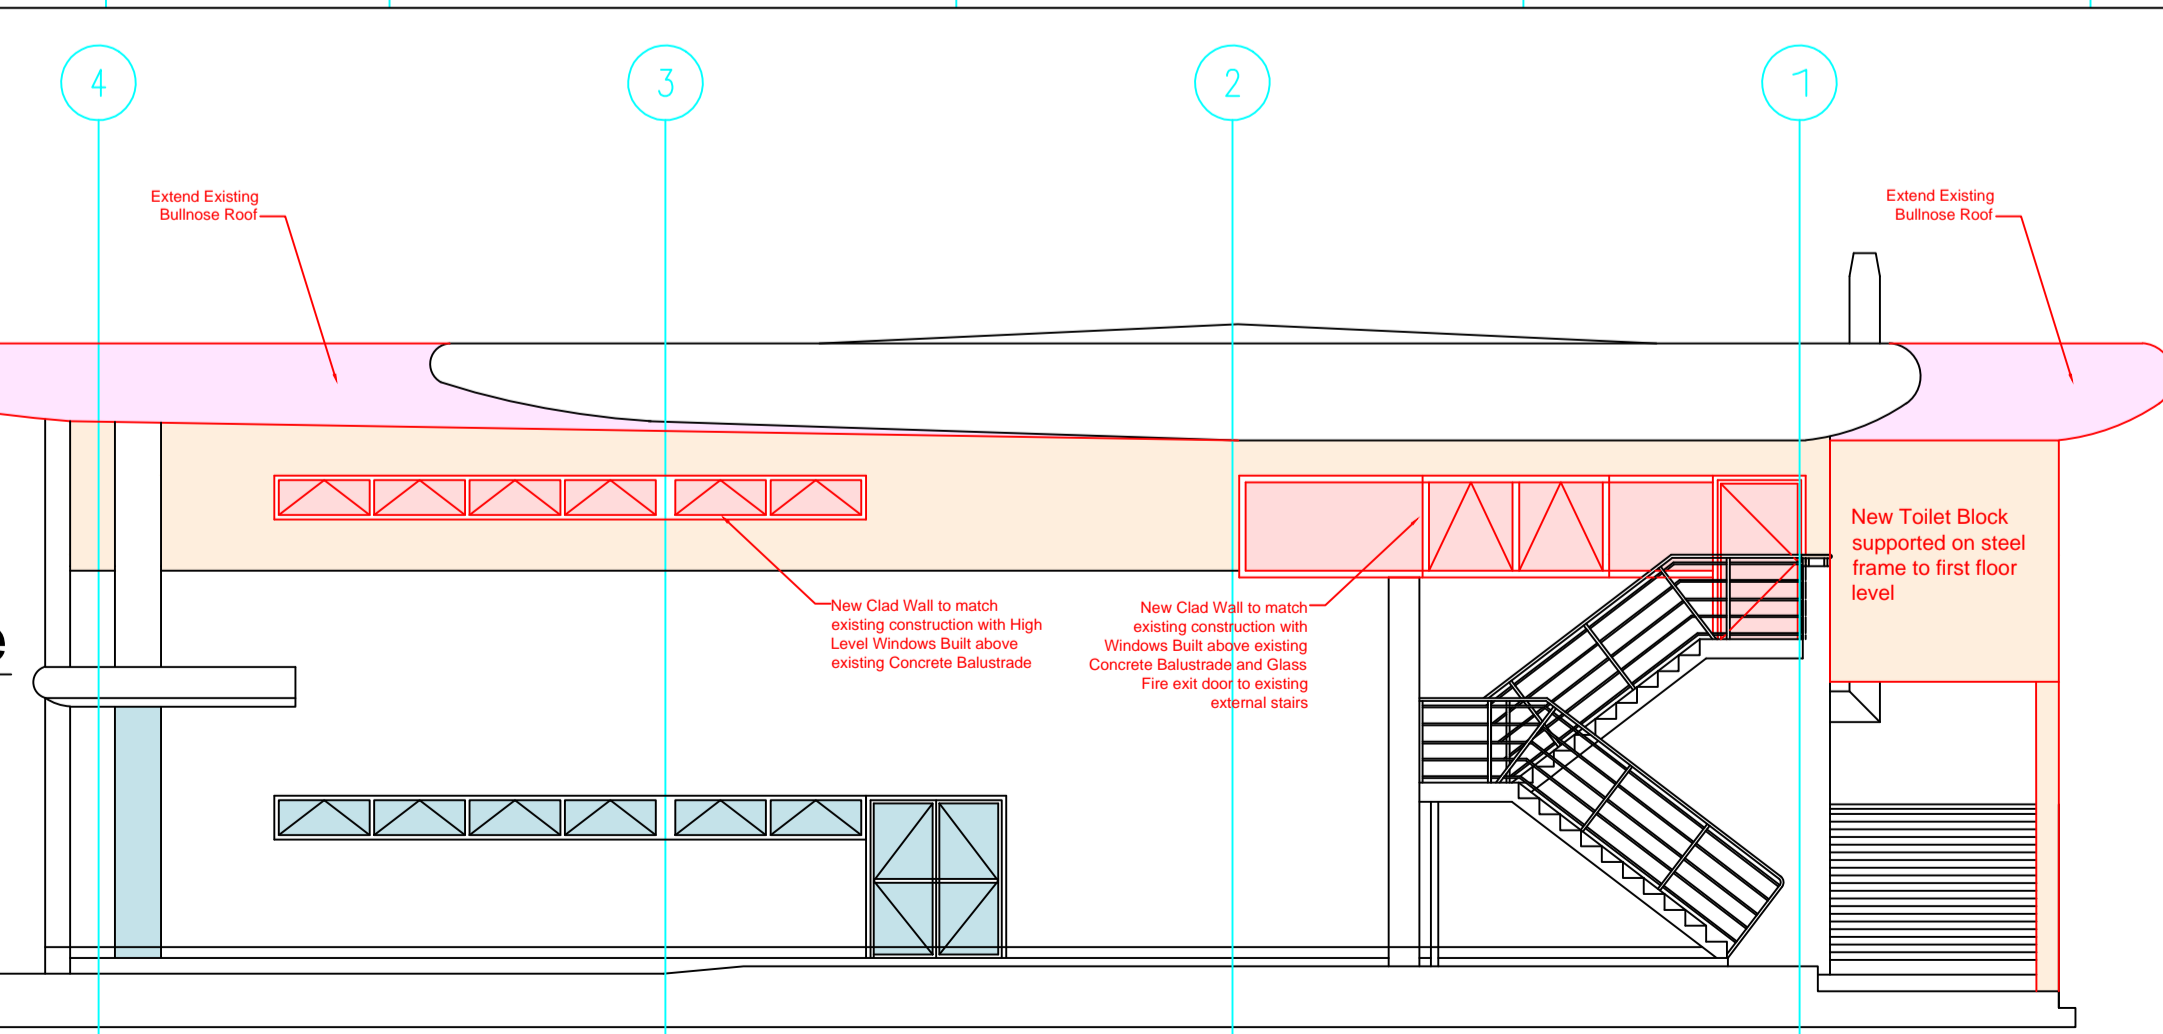 4
3
2
1
Extend Existing
Bullnose Roof
Extend Existing
Bullnose Roof
New Toilet Block
supported on steel
frame to first floor
level
New Clad Wall to match
existing construction with High
Level Windows Built above
existing Concrete Balustrade
New Clad Wall to match
existing construction with
Windows Built above existing
Concrete Balustrade and Glass
Fire exit door to existing
external stairs
e